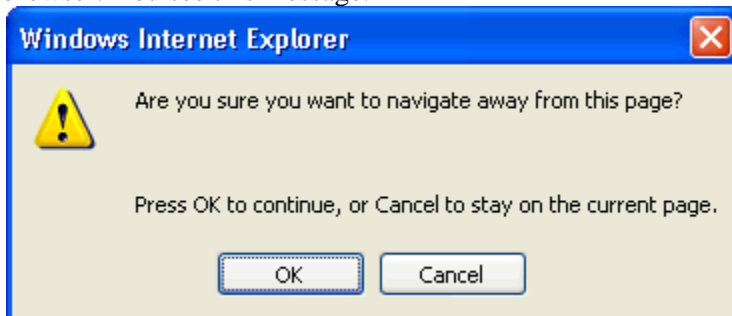 Windows Internet Explorer
Are you sure you want to navigate away from this page?
Press OK to continue, or Cancel to stay on the current page.
OK
Cancel